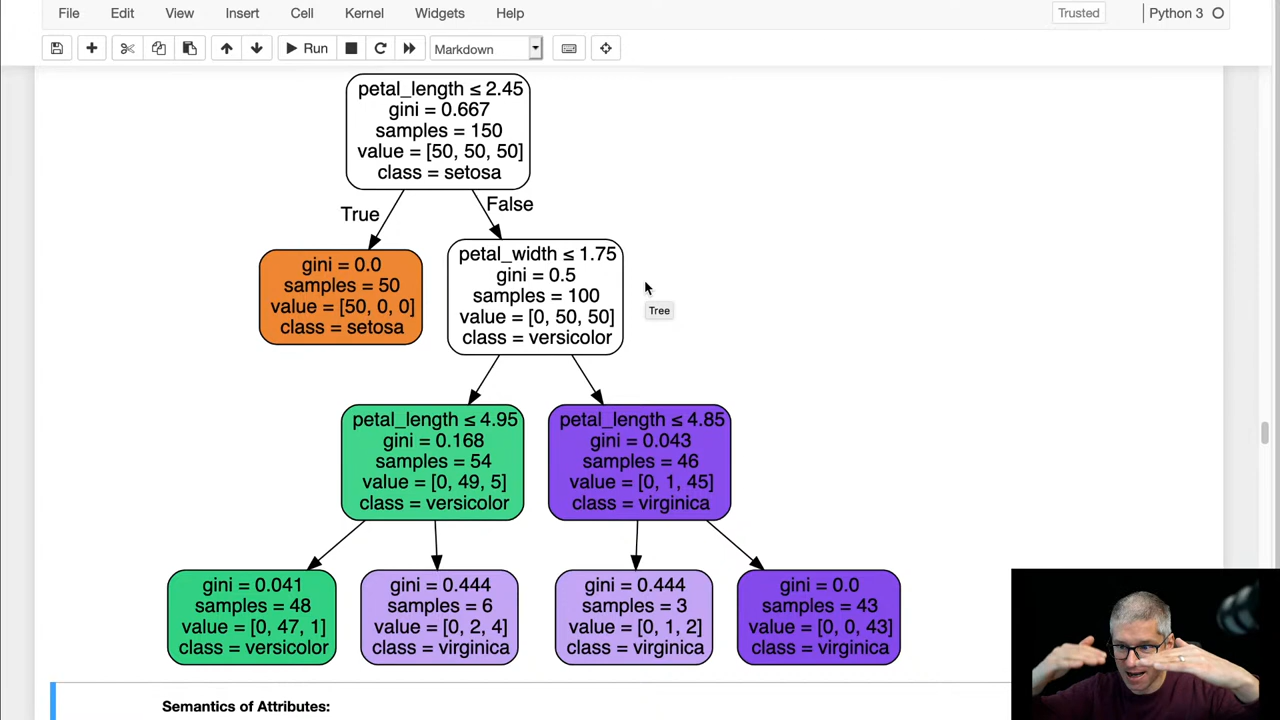 File Edit View Insert Cell Kernel Widgets Help Trusted Python 3
Run Markdown
petal_length ≤ 2.45
gini = 0.667
samples = 150
value = [50, 50, 50]
class = setosa
True
False
gini = 0.0
samples = 50
value = [50, 0, 0]
class = setosa
petal_width ≤ 1.75
gini = 0.5
samples = 100
value = [0, 50, 50]
class = versicolor
Tree
petal_length ≤ 4.95
gini = 0.168
samples = 54
value = [0, 49, 5]
class = versicolor
petal_length ≤ 4.85
gini = 0.043
samples = 46
value = [0, 1, 45]
class = virginica
gini = 0.041
samples = 48
value = [0, 47, 1]
class = versicolor
gini = 0.444
samples = 6
value = [0, 2, 4]
class = virginica
gini = 0.444
samples = 3
value = [0, 1, 2]
class = virginica
gini = 0.0
samples = 43
value = [0, 0, 43]
class = virginica
Semantics of Attributes: